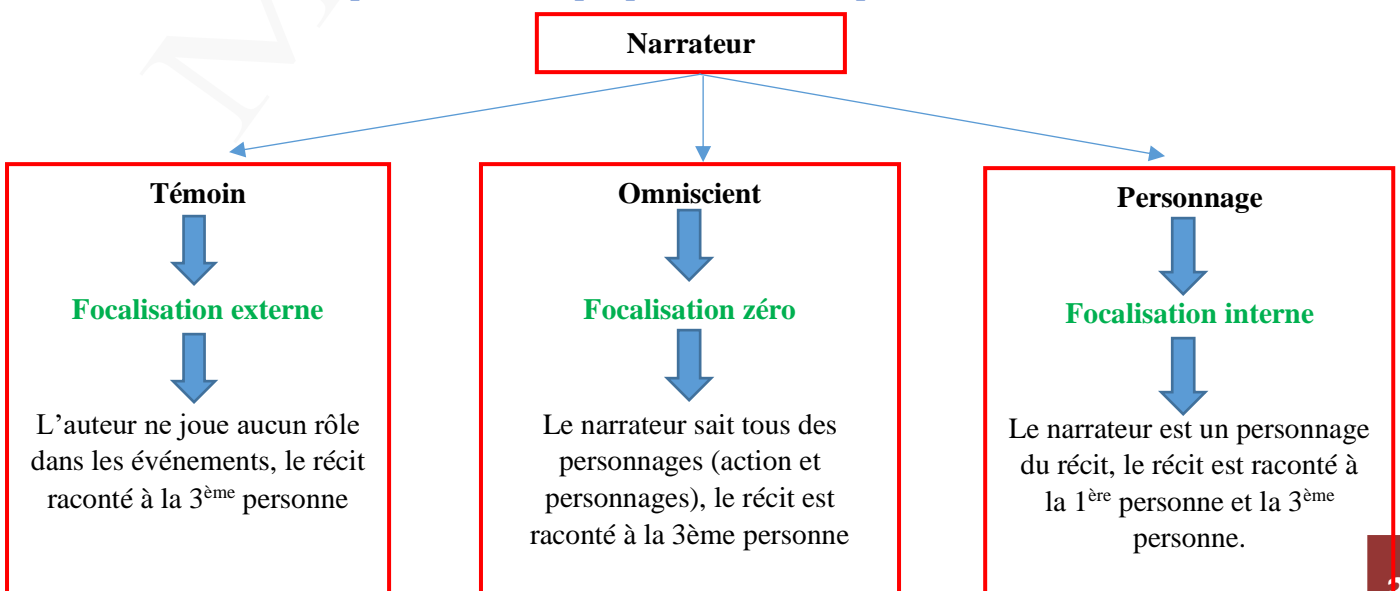 Narrateur
Témoin
Focalisation externe
L’auteur ne joue aucun rôle
dans les événements, le récit
raconté à la 3ème personne
Omniscient
Focalisation zéro
Le narrateur sait tous des
personnages (action et
personnages), le récit est
raconté à la 3ème personne
Personnage
Focalisation interne
Le narrateur est un personnage
du récit, le récit est raconté à
la 1ère personne et la 3ème
personne.